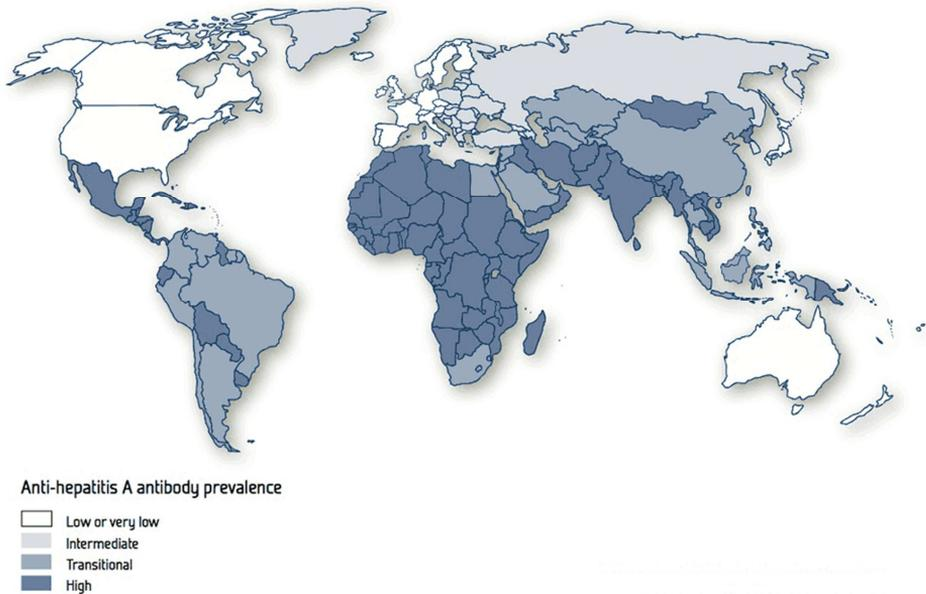 Anti-hepatitis A antibody prevalence
Low or very low
Intermediate
Transitional
High